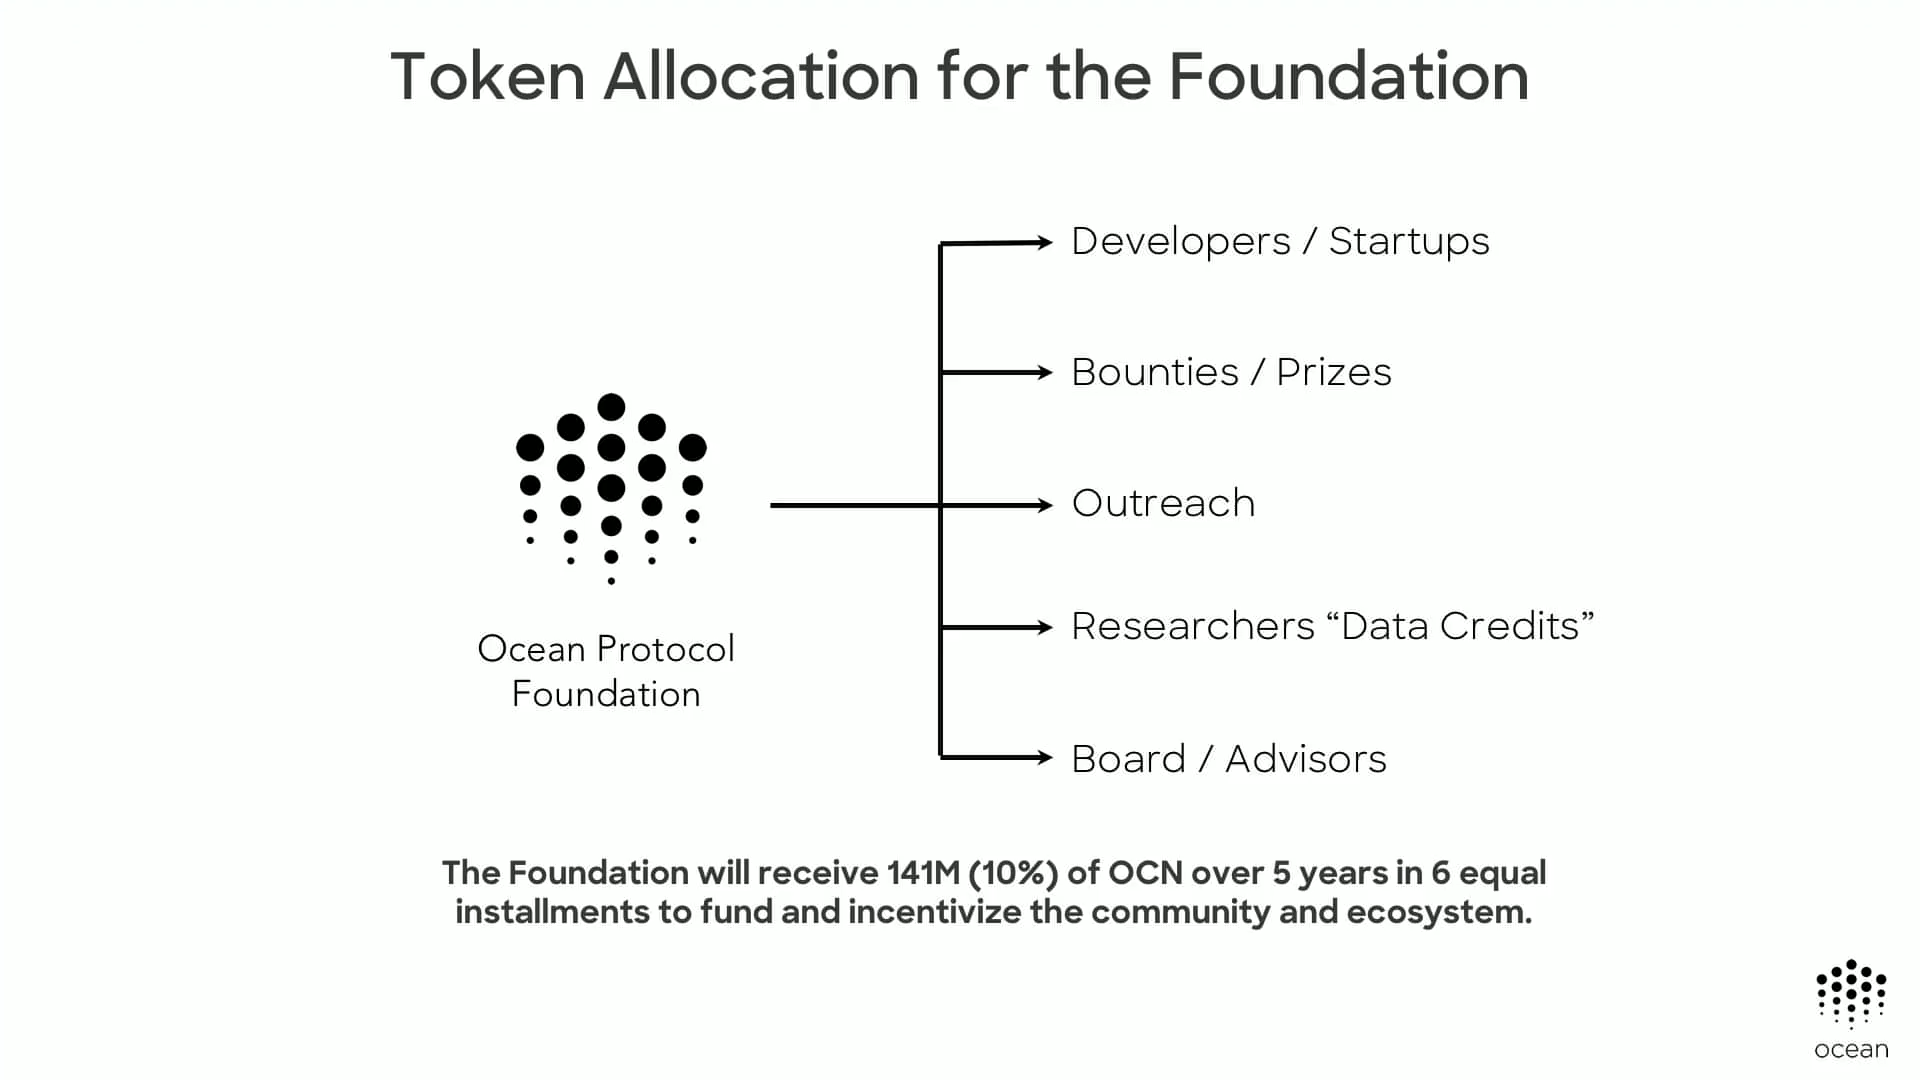 Token Allocation for the Foundation
Developers / Startups
Bounties / Prizes
Outreach
Researchers “Data Credits”
Board / Advisors
Ocean Protocol
Foundation
The Foundation will receive 141M (10%) of OCN over 5 years in 6 equal
installments to fund and incentivize the community and ecosystem.
ocean